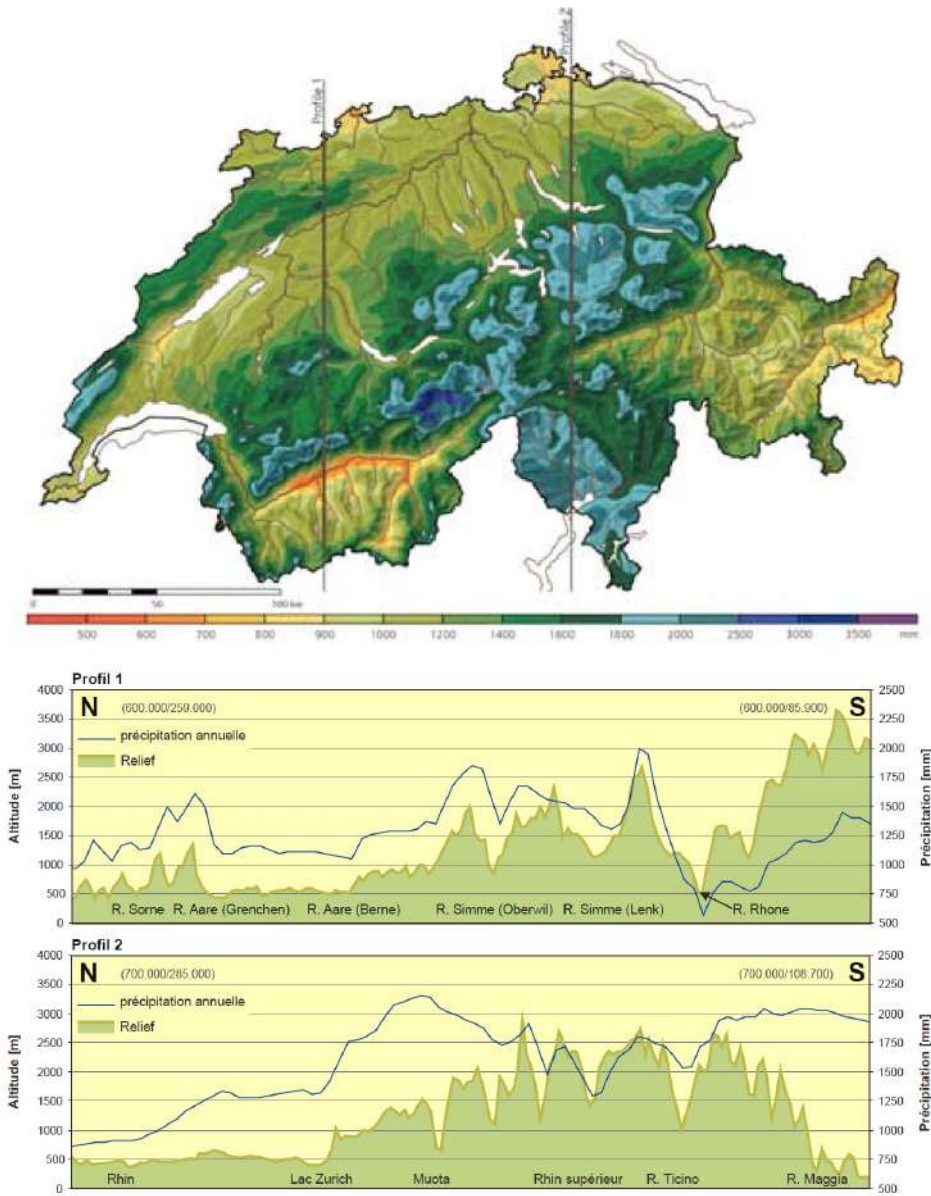 Profile 1
Profile 2
0 50 100 km
500 600 700 800 900 1000 1200 1400 1600 1800 2000 2500 3000 3500 mm
Profil 1
N (600.000/259.000) (600.000/85.900) S
précipitation annuelle
Relief
Altitude [m]
4000
3500
3000
2500
2000
1500
1000
500
0
Précipitation [mm]
2500
2250
2000
1750
1500
1250
1000
750
500
R. Sorne R. Aare (Grenchen) R. Aare (Berne) R. Simme (Oberwil) R. Simme (Lenk) R. Rhone
Profil 2
N (700.000/285.000) (700.000/108.700) S
précipitation annuelle
Relief
Altitude [m]
4000
3500
3000
2500
2000
1500
1000
500
0
Précipitation [mm]
2500
2250
2000
1750
1500
1250
1000
750
500
Rhin Lac Zurich Muota Rhin supérieur R. Ticino R. Maggia